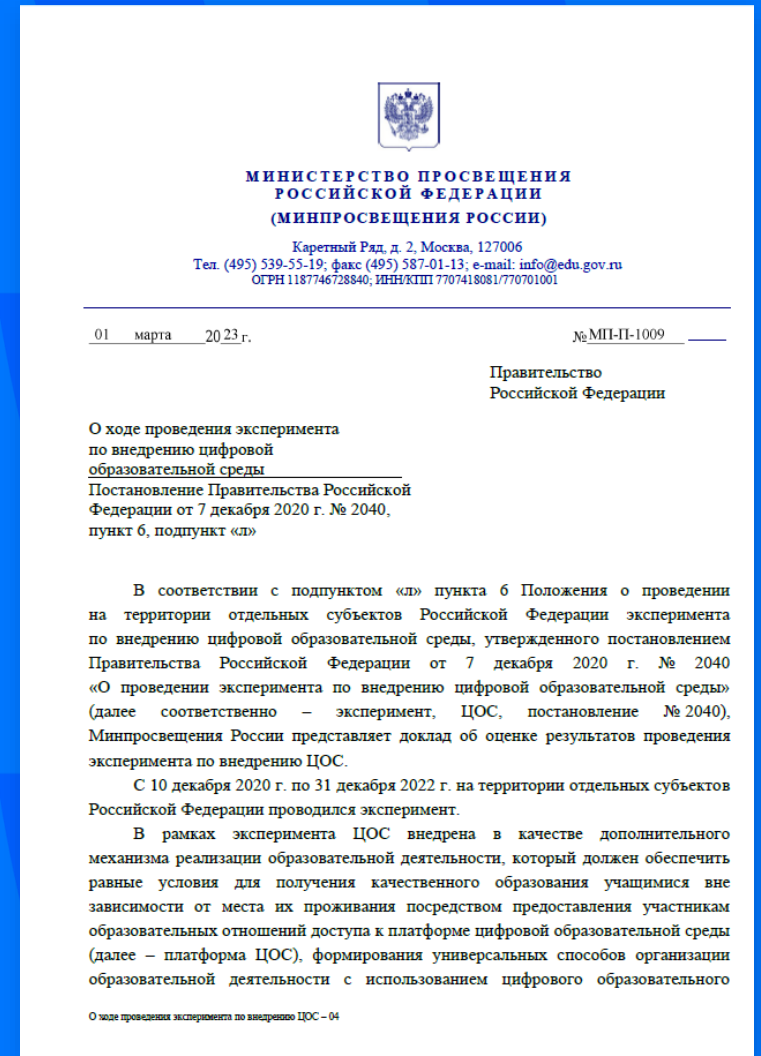 МИНИСТЕРСТВО ПРОСВЕЩЕНИЯ
РОССИЙСКОЙ ФЕДЕРАЦИИ
(МИНПРОСВЕЩЕНИЯ РОССИИ)
Каретный Ряд, д. 2, Москва, 127006
Тел. (495) 539-55-19; факс (495) 587-01-13; e-mail: info@edu.gov.ru
ОГРН 1187746728840; ИНН/КПП 7707418081/770701001
01 марта 2023 г. № МП-П-1009
Правительство
Российской Федерации
О ходе проведения эксперимента
по внедрению цифровой
образовательной среды
Постановление Правительства Российской
Федерации от 7 декабря 2020 г. № 2040,
пункт 6, подпункт «л»
В соответствии с подпунктом «л» пункта 6 Положения о проведении
на территории отдельных субъектов Российской Федерации эксперимента
по внедрению цифровой образовательной среды, утвержденного постановлением
Правительства Российской Федерации от 7 декабря 2020 г. № 2040
«О проведении эксперимента по внедрению цифровой образовательной среды»
(далее соответственно – эксперимент, ЦОС, постановление № 2040),
Минпросвещения России представляет доклад об оценке результатов проведения
эксперимента по внедрению ЦОС.
С 10 декабря 2020 г. по 31 декабря 2022 г. на территории отдельных субъектов
Российской Федерации проводился эксперимент.
В рамках эксперимента ЦОС внедрена в качестве дополнительного
механизма реализации образовательной деятельности, который должен обеспечить
равные условия для получения качественного образования учащимися вне
зависимости от места их проживания посредством предоставления участникам
образовательных отношений доступа к платформе цифровой образовательной среды
(далее – платформа ЦОС), формирования универсальных способов организации
образовательной деятельности с использованием цифрового образовательного
О ходе проведения эксперимента по внедрению ЦОС – 04